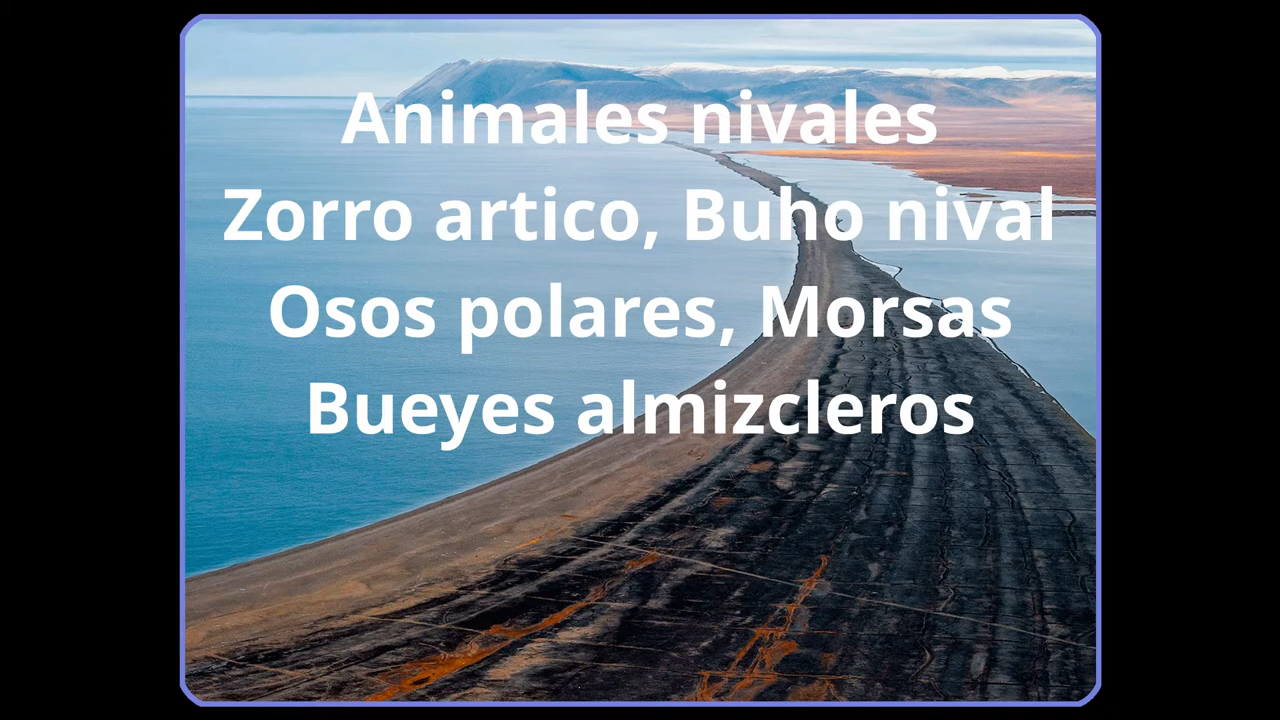 Animales nivales
Zorro artico, Buho nival
Osos polares, Morsas
Bueyes almizcleros